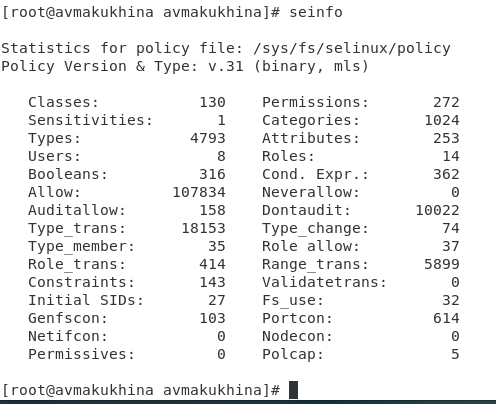 [root@avmakukhina avmakukhina]# seinfo
Statistics for policy file: /sys/fs/selinux/policy
Policy Version & Type: v.31 (binary, mls)
Classes: 130 Permissions: 272
Sensitivities: 1 Categories: 1024
Types: 4793 Attributes: 253
Users: 8 Roles: 14
Booleans: 316 Cond. Expr.: 362
Allow: 107834 Neverallow: 0
Auditallow: 158 Dontaudit: 10022
Type_trans: 18153 Type_change: 74
Type_member: 35 Role allow: 37
Role_trans: 414 Range_trans: 5899
Constraints: 143 Validatetrans: 0
Initial SIDs: 27 Fs_use: 32
Genfscon: 103 Portcon: 614
Netifcon: 0 Nodecon: 0
Permissives: 0 Polcap: 5
[root@avmakukhina avmakukhina]#